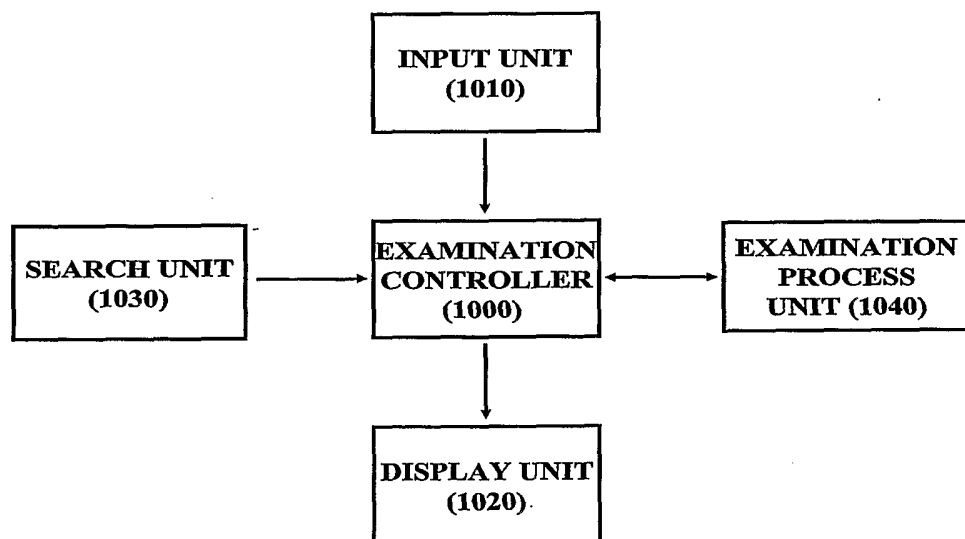 INPUT UNIT
(1010)
SEARCH UNIT
(1030)
EXAMINATION
CONTROLLER
(1000)
EXAMINATION
PROCESS
UNIT (1040)
DISPLAY UNIT
(1020)